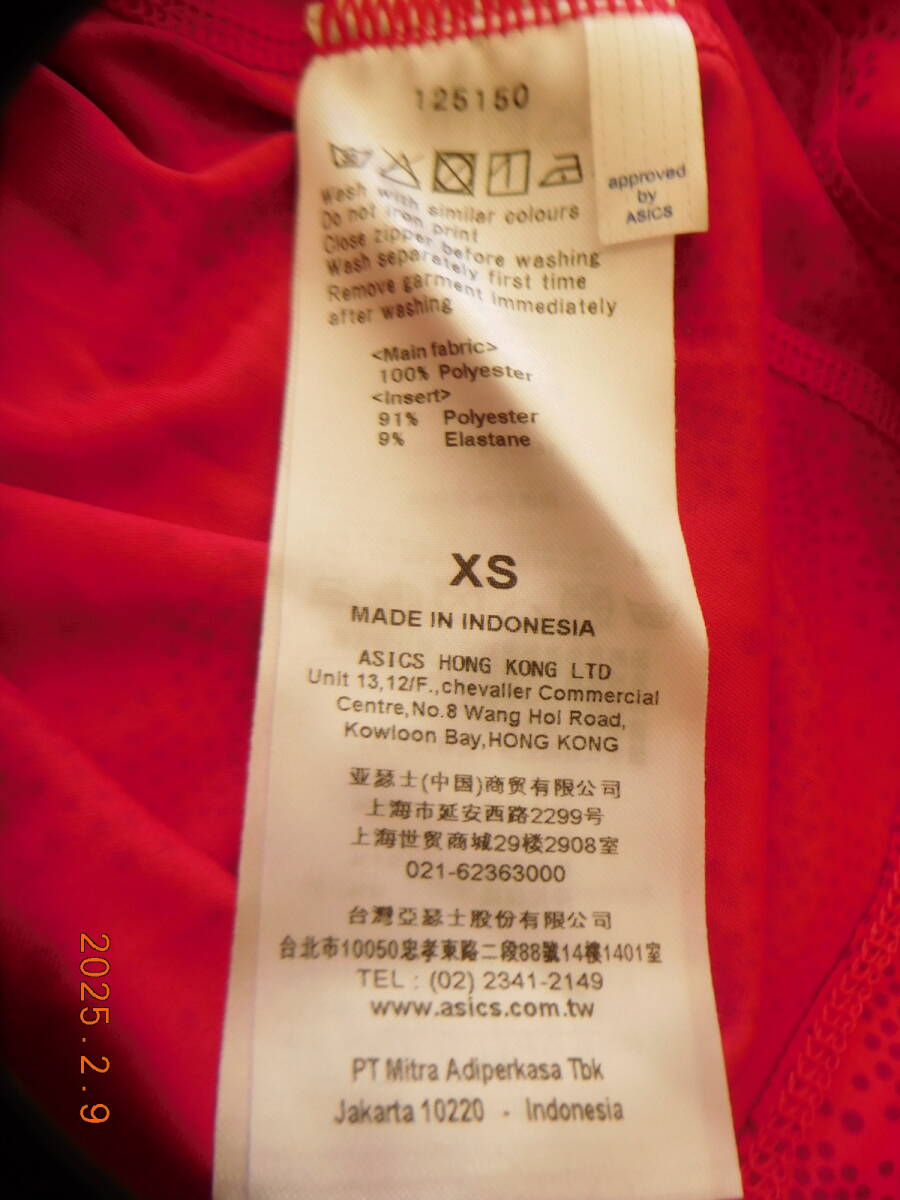 125150
approved
by
ASICS
Wash with similar colours
Do not iron print
Close zipper before washing
Wash separately first time
Remove garment immediately
after washing
<Main fabric>
100% Polyester
<Insert>
91% Polyester
9% Elastane
XS
MADE IN INDONESIA
ASICS HONG KONG LTD
Unit 13,12/F.,chevalier Commercial
Centre,No.8 Wang Hoi Road,
Kowloon Bay,HONG KONG
亚瑟士(中国)商贸有限公司
上海市延安西路2299号
上海世贸商城29楼2908室
021-62363000
台灣亞瑟士股份有限公司
台北市10050忠孝東路二段88號14樓1401室
TEL : (02) 2341-2149
www.asics.com.tw
PT Mitra Adiperkasa Tbk
Jakarta 10220 - Indonesia
2025.2.9